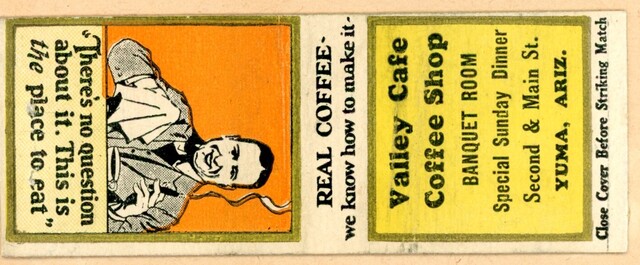 "There's no question
about it. This is
the place to eat"
REAL COFFEE-
we know how to make it-
Valley Cafe
Coffee Shop
BANQUET ROOM
Special Sunday Dinner
Second & Main St.
YUMA, ARIZ.
Close Cover Before Striking Match